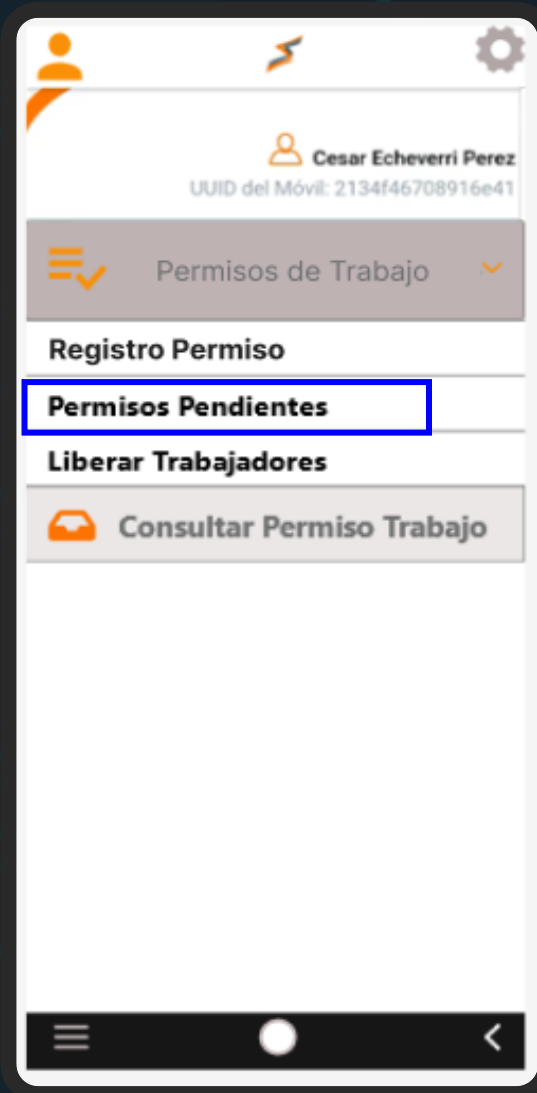 Cesar Echeverri Perez
UUID del Móvil: 2134f46708916e41
Permisos de Trabajo
Registro Permiso
Permisos Pendientes
Liberar Trabajadores
Consultar Permiso Trabajo